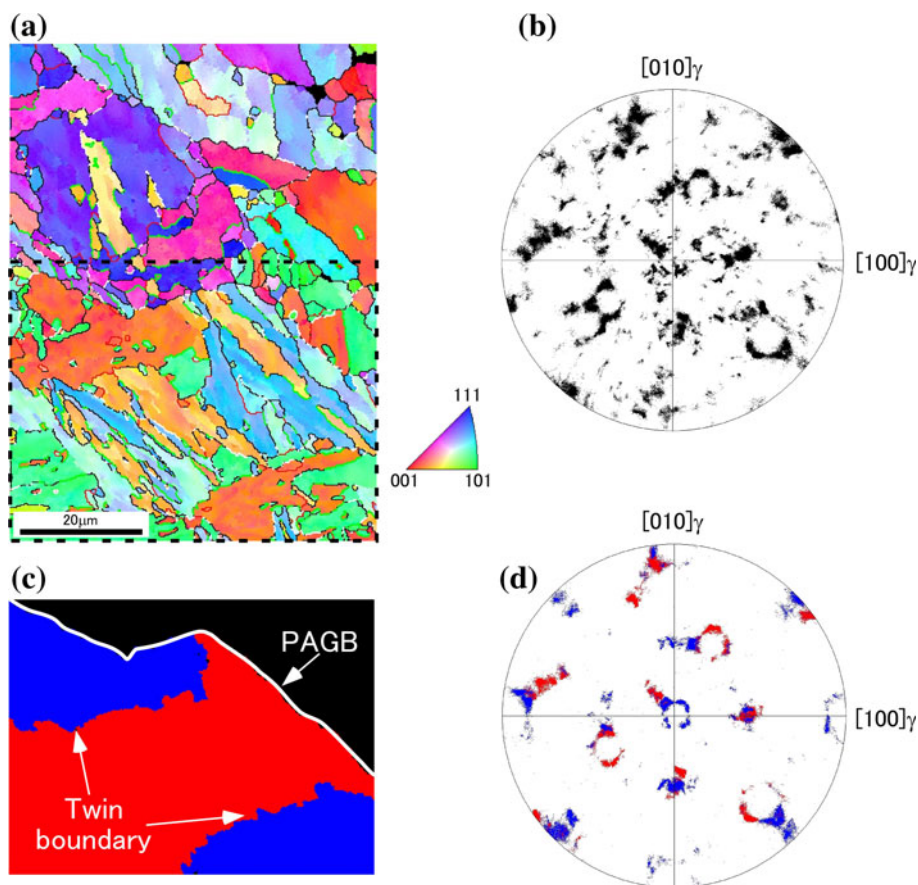 (a)
(b)
[010]γ
[100]γ
111
001
101
20μm
(c)
PAGB
Twin
boundary
(d)
[010]γ
[100]γ